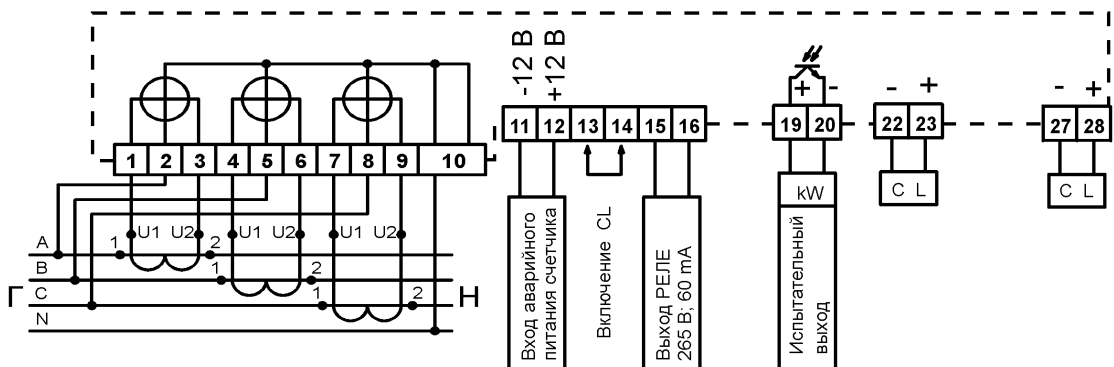 -12 В
+12 В
+ -
- +
- +
1 2 3 4 5 6 7 8 9 10
11 12 13 14 15 16
19 20
22 23
27 28
kW
C L
C L
U1 U2 U1 U2 U1 U2
A 1 2
B 1 2
C 1 2
N
Г
Н
Вход аварийного
питания счетчика
Включение CL
Выход РЕЛЕ
265 В; 60 mA
Испытательный
выход